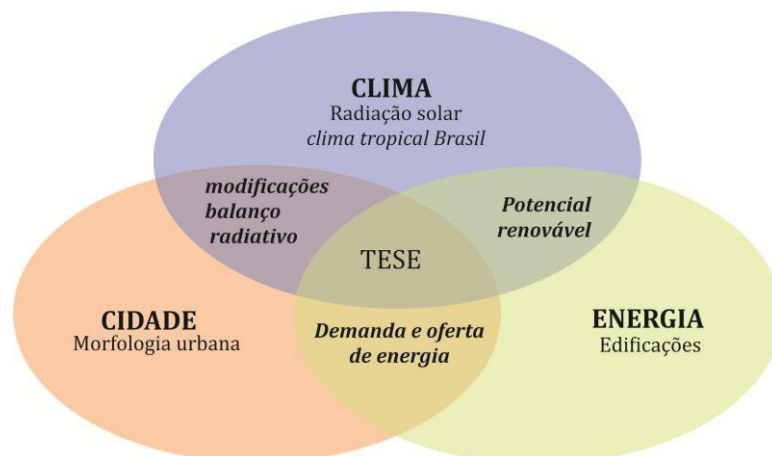 CLIMA
Radiação solar
clima tropical Brasil
modificações
balanço
radiativo
Potencial
renovável
TESE
CIDADE
Morfologia urbana
Demanda e oferta
de energia
ENERGIA
Edificações